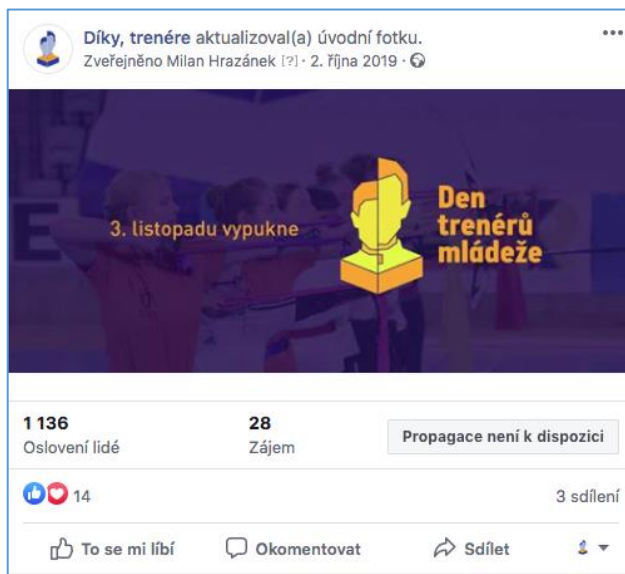 Díky, trenére aktualizoval(a) úvodní fotku.
Zveřejněno Milan Hrazánek [?] · 2. října 2019 ·
E
3. listopadu vypukne
Den
trenérů
mládeže
1 136
Oslovení lidé
28
Zájem
Propagace není k dispozici
14
3 sdílení
To se mi líbí
Okomentovat
Sdílet